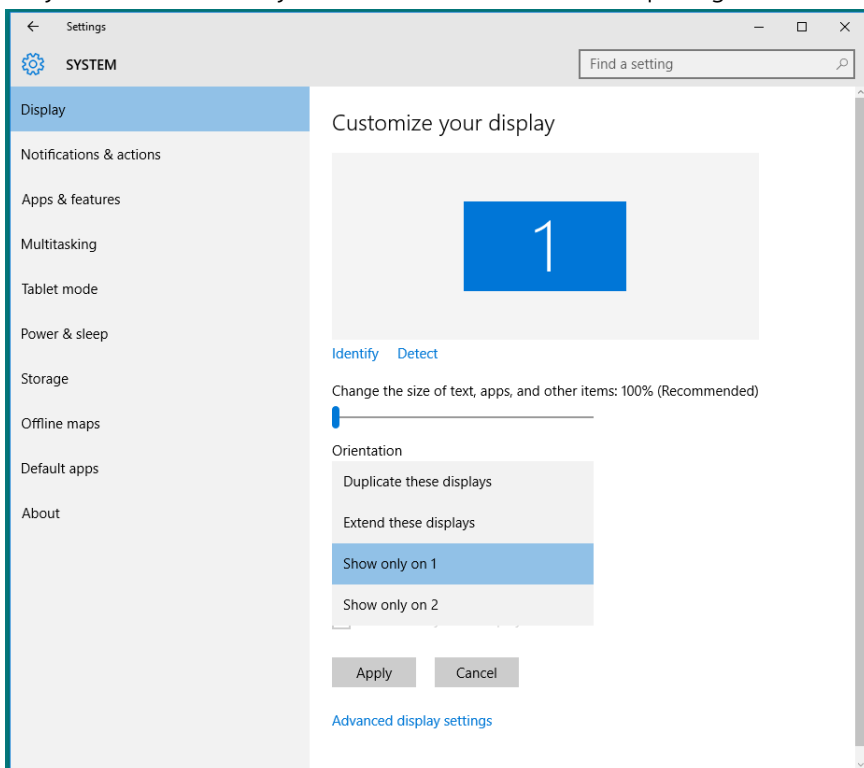 Settings
SYSTEM
Find a setting
Display
Notifications & actions
Apps & features
Multitasking
Tablet mode
Power & sleep
Storage
Offline maps
Default apps
About
Customize your display
1
Identify Detect
Change the size of text, apps, and other items: 100% (Recommended)
Orientation
Duplicate these displays
Extend these displays
Show only on 1
Show only on 2
Apply Cancel
Advanced display settings